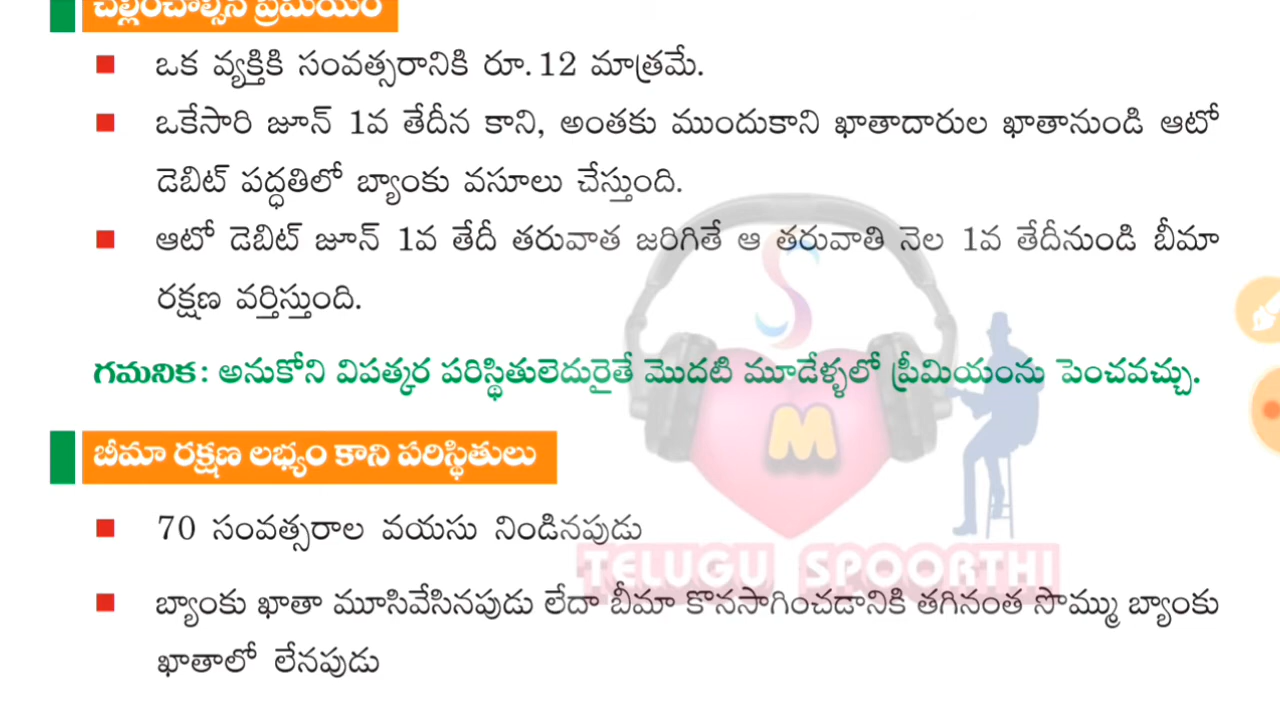 చెల్లించాల్సిన ప్రీమియం
ఒక వ్యక్తికి సంవత్సరానికి రూ. 12 మాత్రమే.
ఒకేసారి జూన్ 1వ తేదీన కాని, అంతకు ముందుకాని ఖాతాదారుల ఖాతానుండి ఆటో
డెబిట్ పద్ధతిలో బ్యాంకు వసూలు చేస్తుంది.
ఆటో డెబిట్ జూన్ 1వ తేదీ తరువాత జరిగితే ఆ తరువాతి నెల 1వ తేదీనుండి బీమా
రక్షణ వర్తిస్తుంది.
గమనిక: అనుకోని విపత్కర పరిస్థితులెదురైతే మొదటి మూడేళ్ళలో ప్రీమియంను పెంచవచ్చు.
బీమా రక్షణ లభ్యం కాని పరిస్థితులు
M
70 సంవత్సరాల వయసు నిండినపుడు
TELUGU SPOORTHI
బ్యాంకు ఖాతా మూసివేసినపుడు లేదా బీమా కొనసాగించడానికి తగినంత సొమ్ము బ్యాంకు
ఖాతాలో లేనపుడు